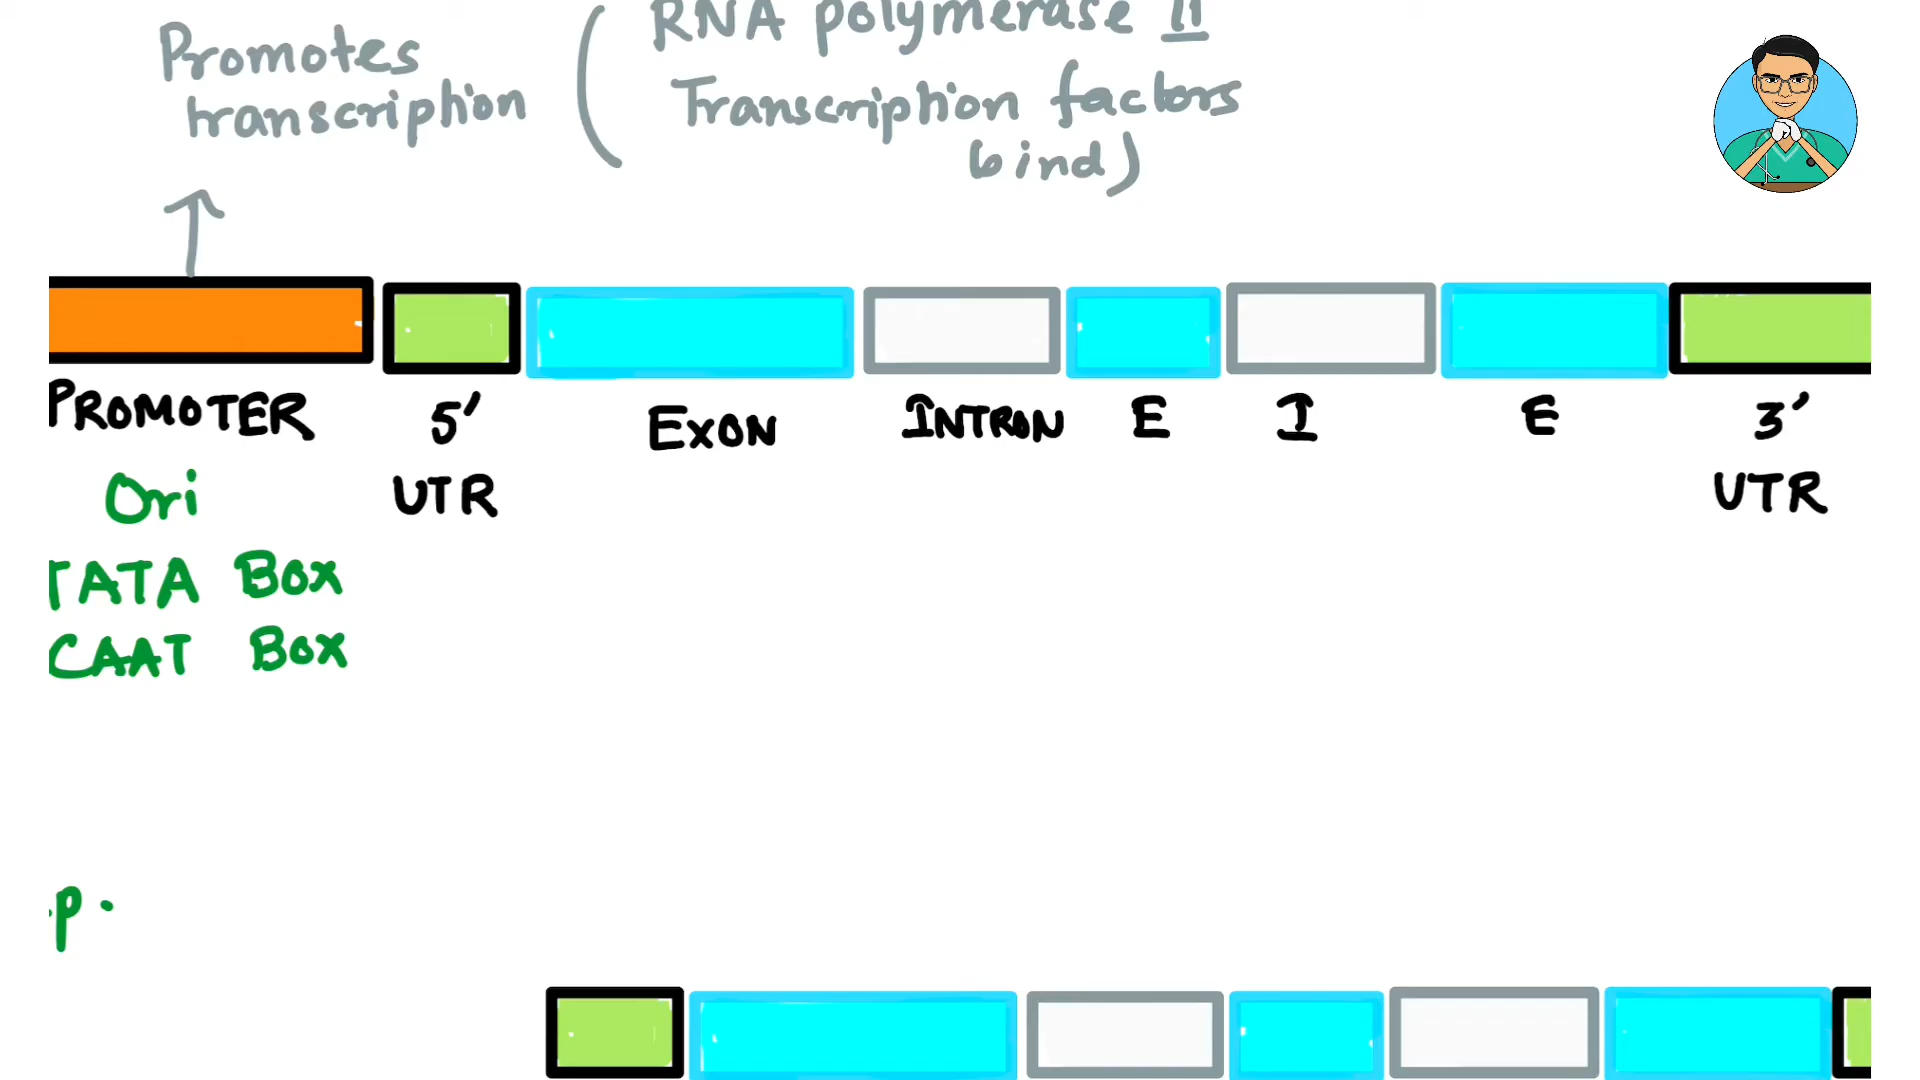 Promotes
transcription
( RNA polymerase II
Transcription factors
bind)
PROMOTER
5'
UTR
EXON
INTRON
E
I
E
3'
UTR
Ori
TATA Box
CAAT Box
p.